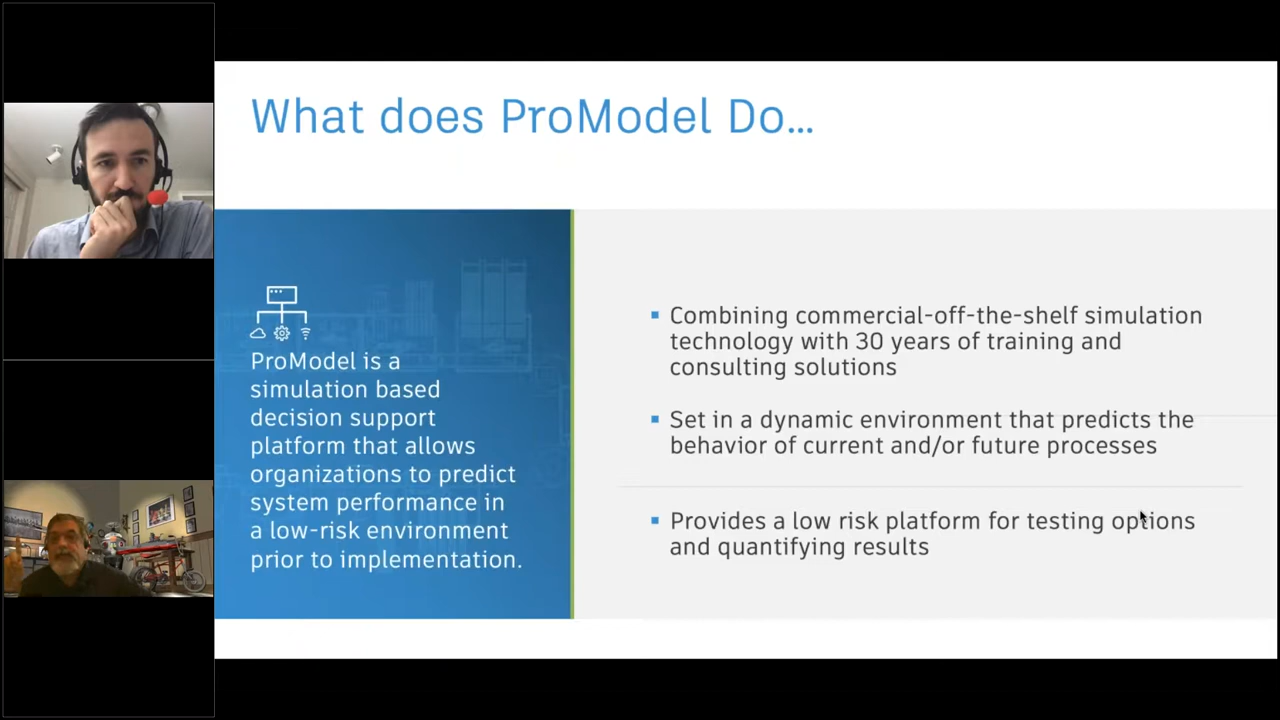 What does ProModel Do...
ProModel is a
simulation based
decision support
platform that allows
organizations to predict
system performance in
a low-risk environment
prior to implementation.
▪ Combining commercial-off-the-shelf simulation
technology with 30 years of training and
consulting solutions
▪ Set in a dynamic environment that predicts the
behavior of current and/or future processes
▪ Provides a low risk platform for testing options
and quantifying results